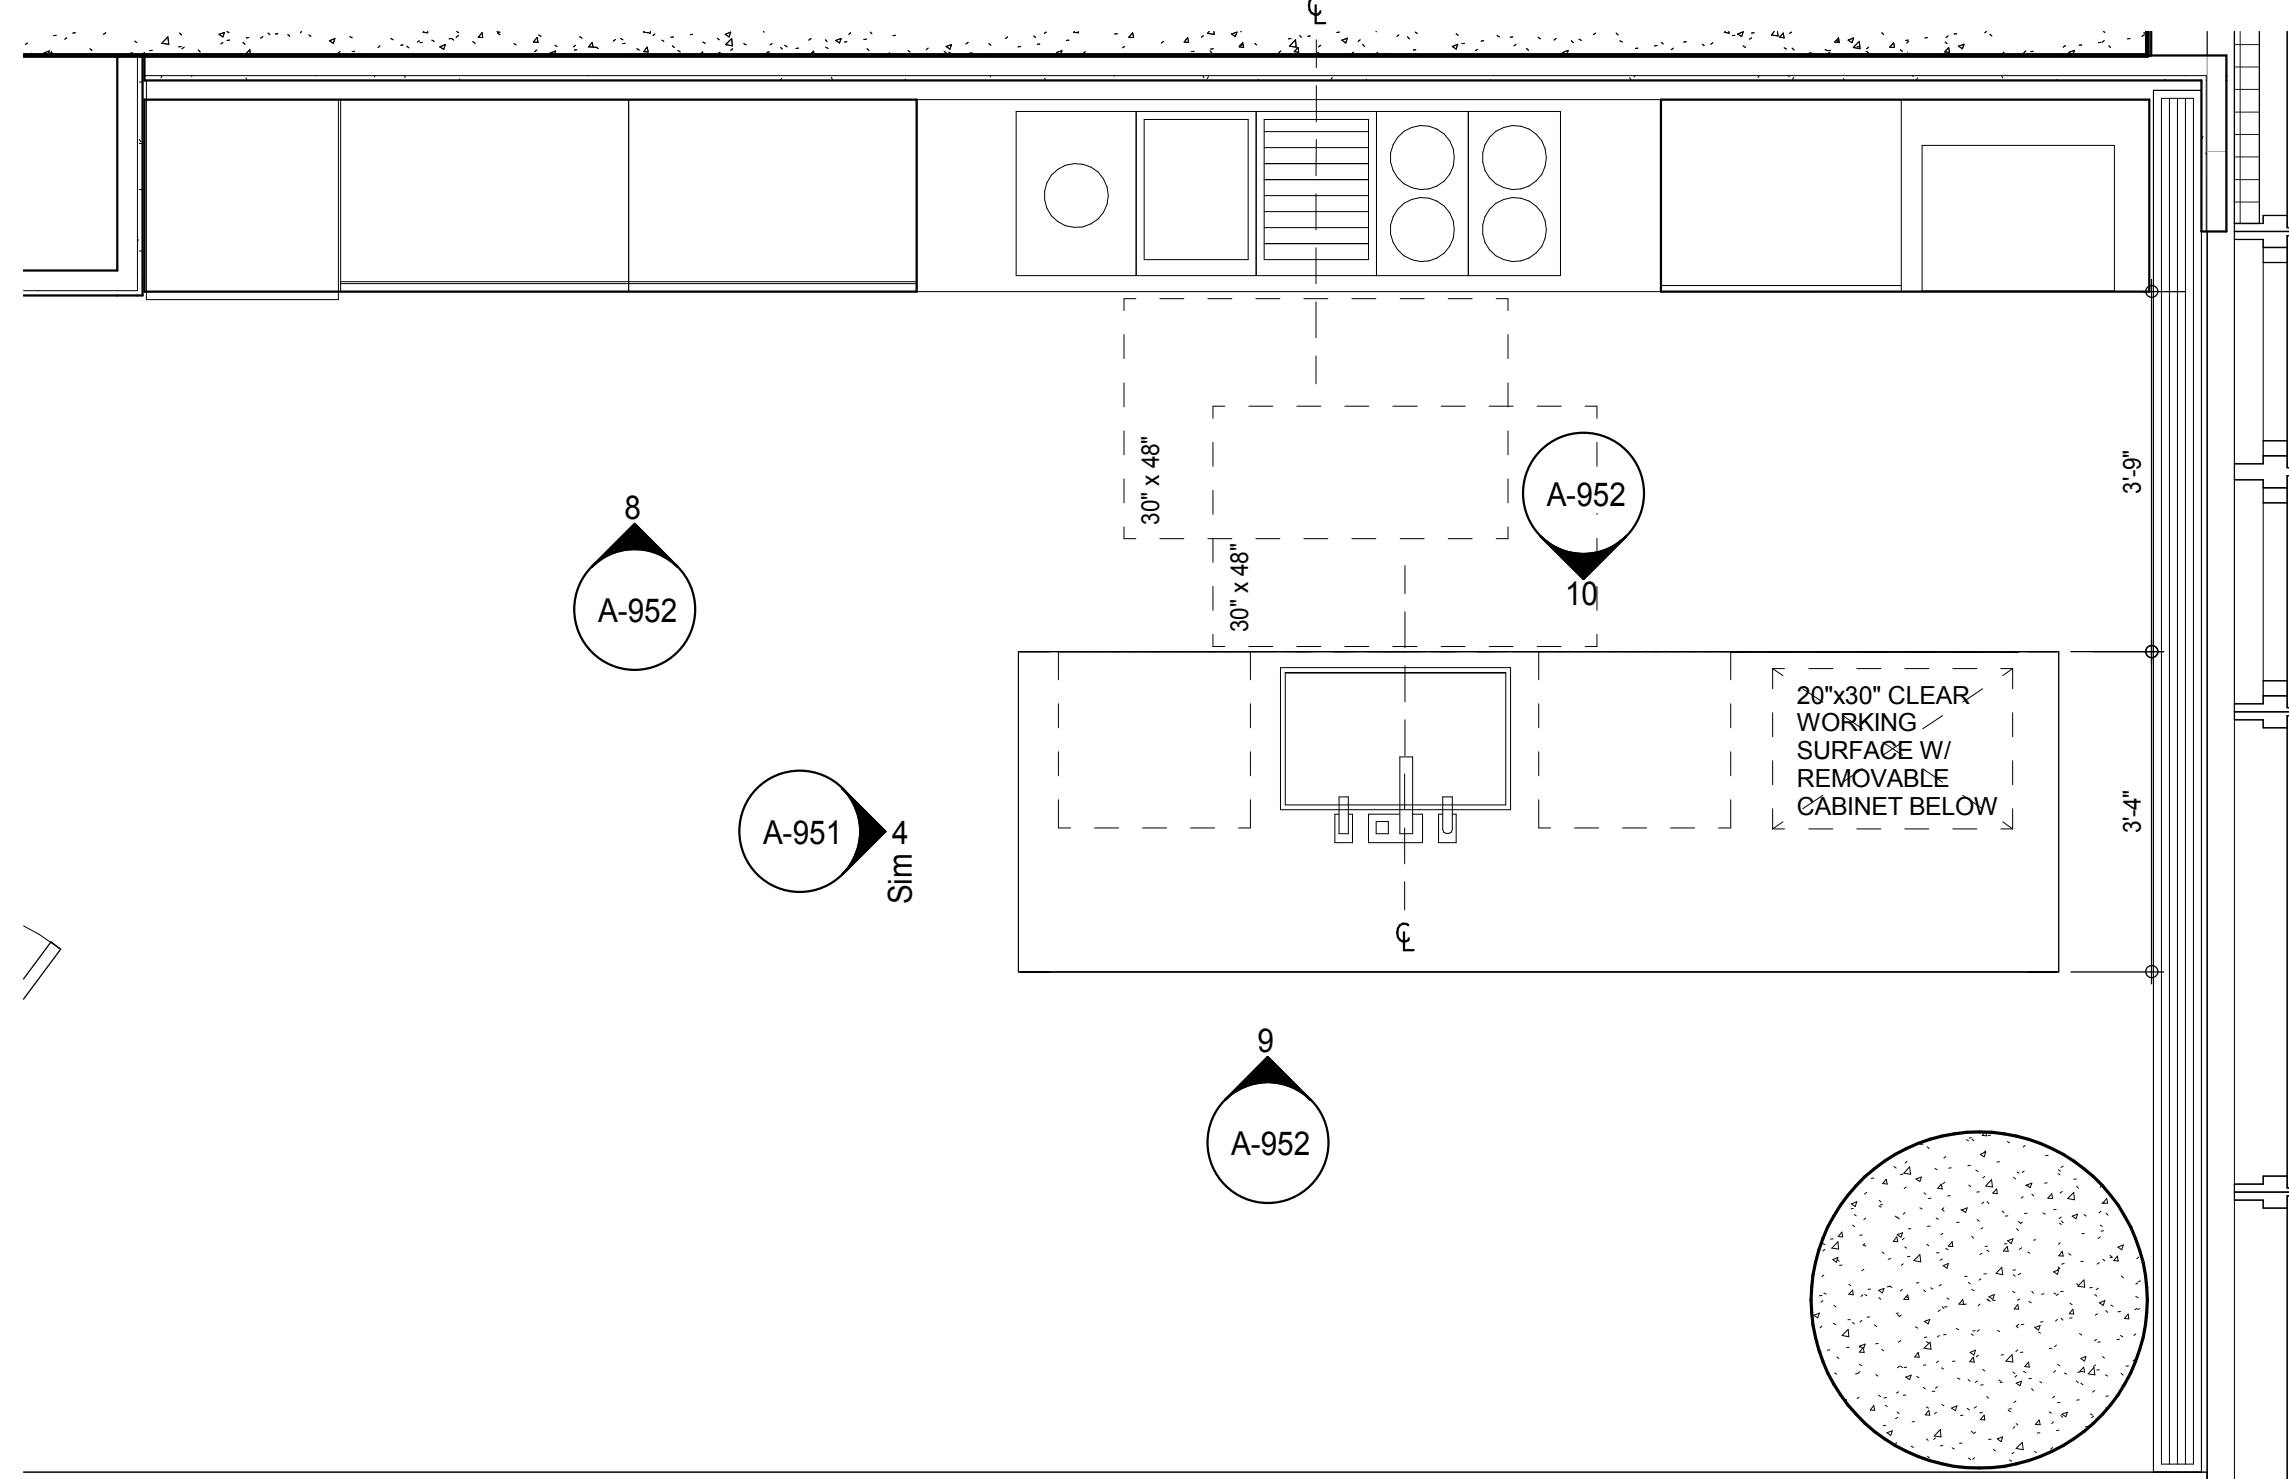 ℄
30" x 48"
30" x 48"
8
A-952
A-952
10
3'-9"
20"x30" CLEAR
WORKING
SURFACE W/
REMOVABLE
CABINET BELOW
3'-4"
A-951
4
Sim
℄
9
A-952